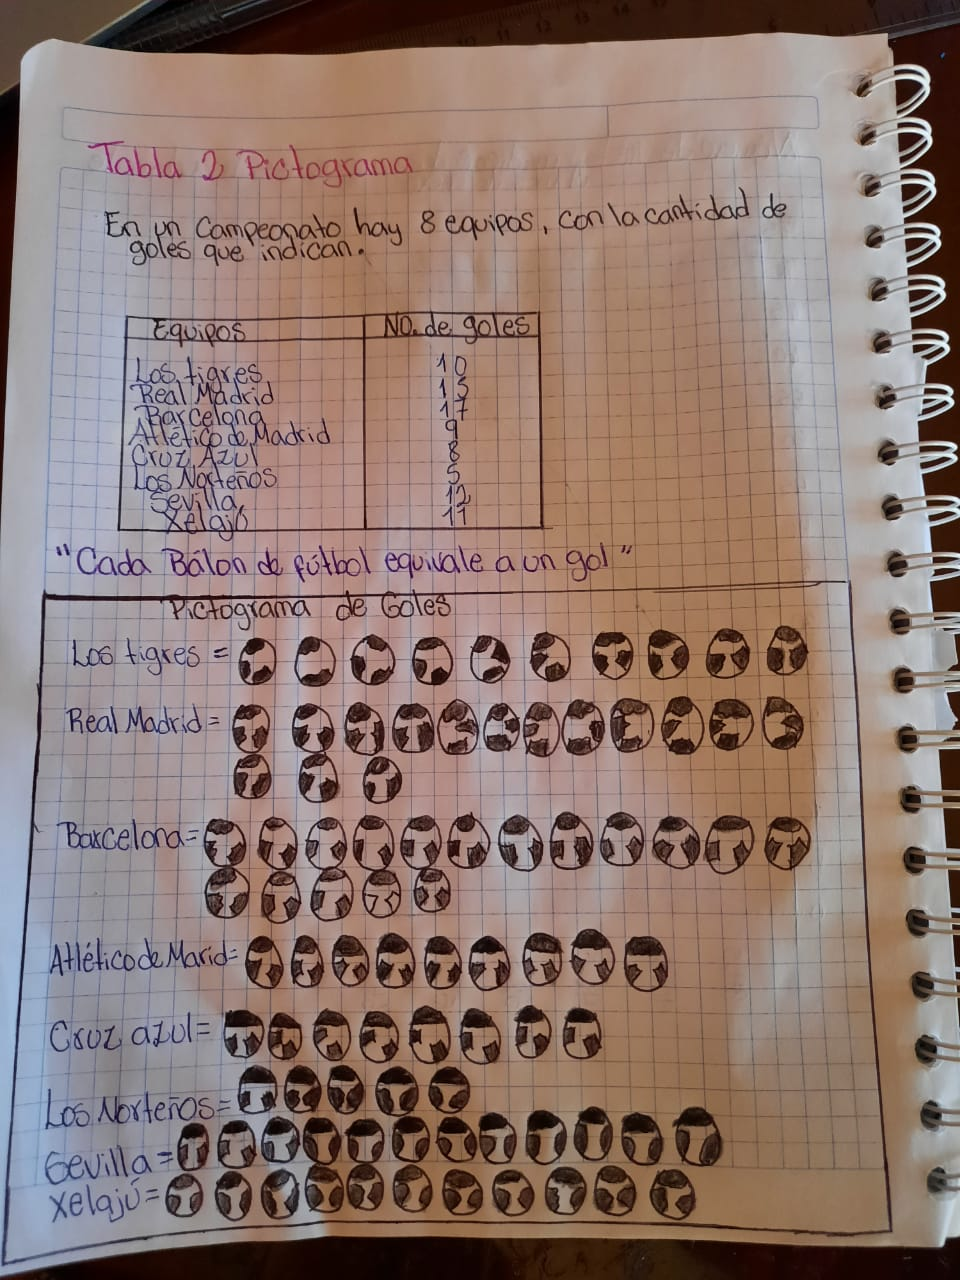 Tabla 2 Pictograma
En un Campeonato hay 8 equipos, con la cantidad de
goles que indican.
Equipos No. de goles
Los tigres 10
Real Madrid 15
Barcelona 17
Atlético de Madrid 9
Cruz Azul 8
Los Norteños 5
Sevilla 12
Xelajú 11
"Cada Bálon de fútbol equivale a un gol"
Pictograma de Goles
Los tigres =
Real Madrid =
Barcelona =
Atlético de Marid =
Cruz azul =
Los Norteños =
Sevilla =
Xelajú =